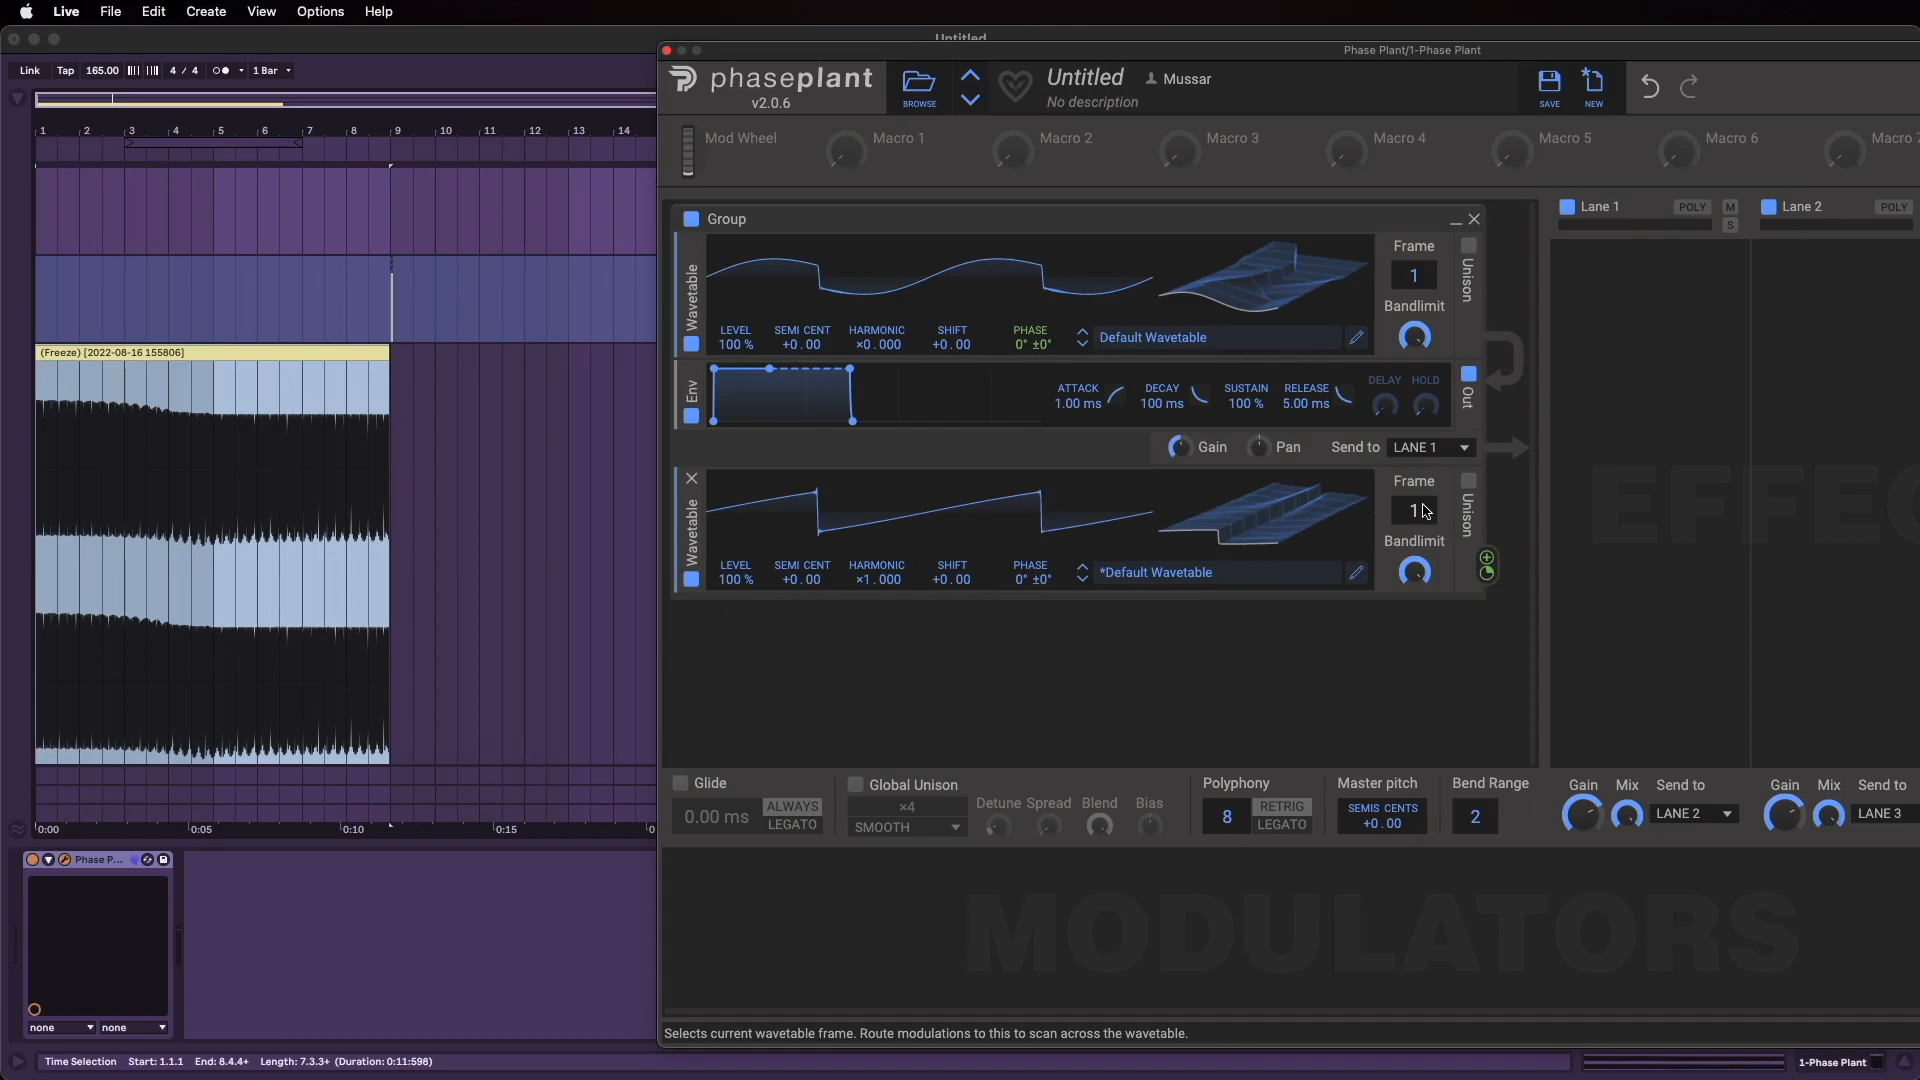 Live File Edit Create View Options Help
Untitled
Link Tap 165.00 4 / 4 1 Bar
1 2 3 4 5 6 7 8 9 10 11 12 13 14
(Freeze) [2022-08-16 155806]
0:00 0:05 0:10 0:15 0
Phase P...
none none
Time Selection Start: 1.1.1 End: 8.4.4+ Length: 7.3.3+ (Duration: 0:11:598)
1-Phase Plant
Phase Plant/1-Phase Plant
phaseplant
v2.0.6
BROWSE
Untitled Mussar
No description
SAVE NEW
Mod Wheel Macro 1 Macro 2 Macro 3 Macro 4 Macro 5 Macro 6 Macro 7
Group
Wavetable
Frame
1
Bandlimit
Unison
LEVEL SEMI CENT HARMONIC SHIFT PHASE
100 % +0.00 ×0.000 +0.00 0° ±0°
Default Wavetable
Env
ATTACK DECAY SUSTAIN RELEASE DELAY HOLD
1.00 ms 100 ms 100 % 5.00 ms
Out
Gain Pan Send to LANE 1
Wavetable
Frame
1
Bandlimit
Unison
LEVEL SEMI CENT HARMONIC SHIFT PHASE
100 % +0.00 ×1.000 +0.00 0° ±0°
*Default Wavetable
Lane 1 POLY M
S
Lane 2 POLY
EFFEC
Glide
0.00 ms ALWAYS
LEGATO
Global Unison
×4
SMOOTH
Detune Spread Blend Bias
Polyphony
8 RETRIG
LEGATO
Master pitch
SEMIS CENTS
+0.00
Bend Range
2
Gain Mix Send to
LANE 2
Gain Mix Send to
LANE 3
MODULATORS
Selects current wavetable frame. Route modulations to this to scan across the wavetable.